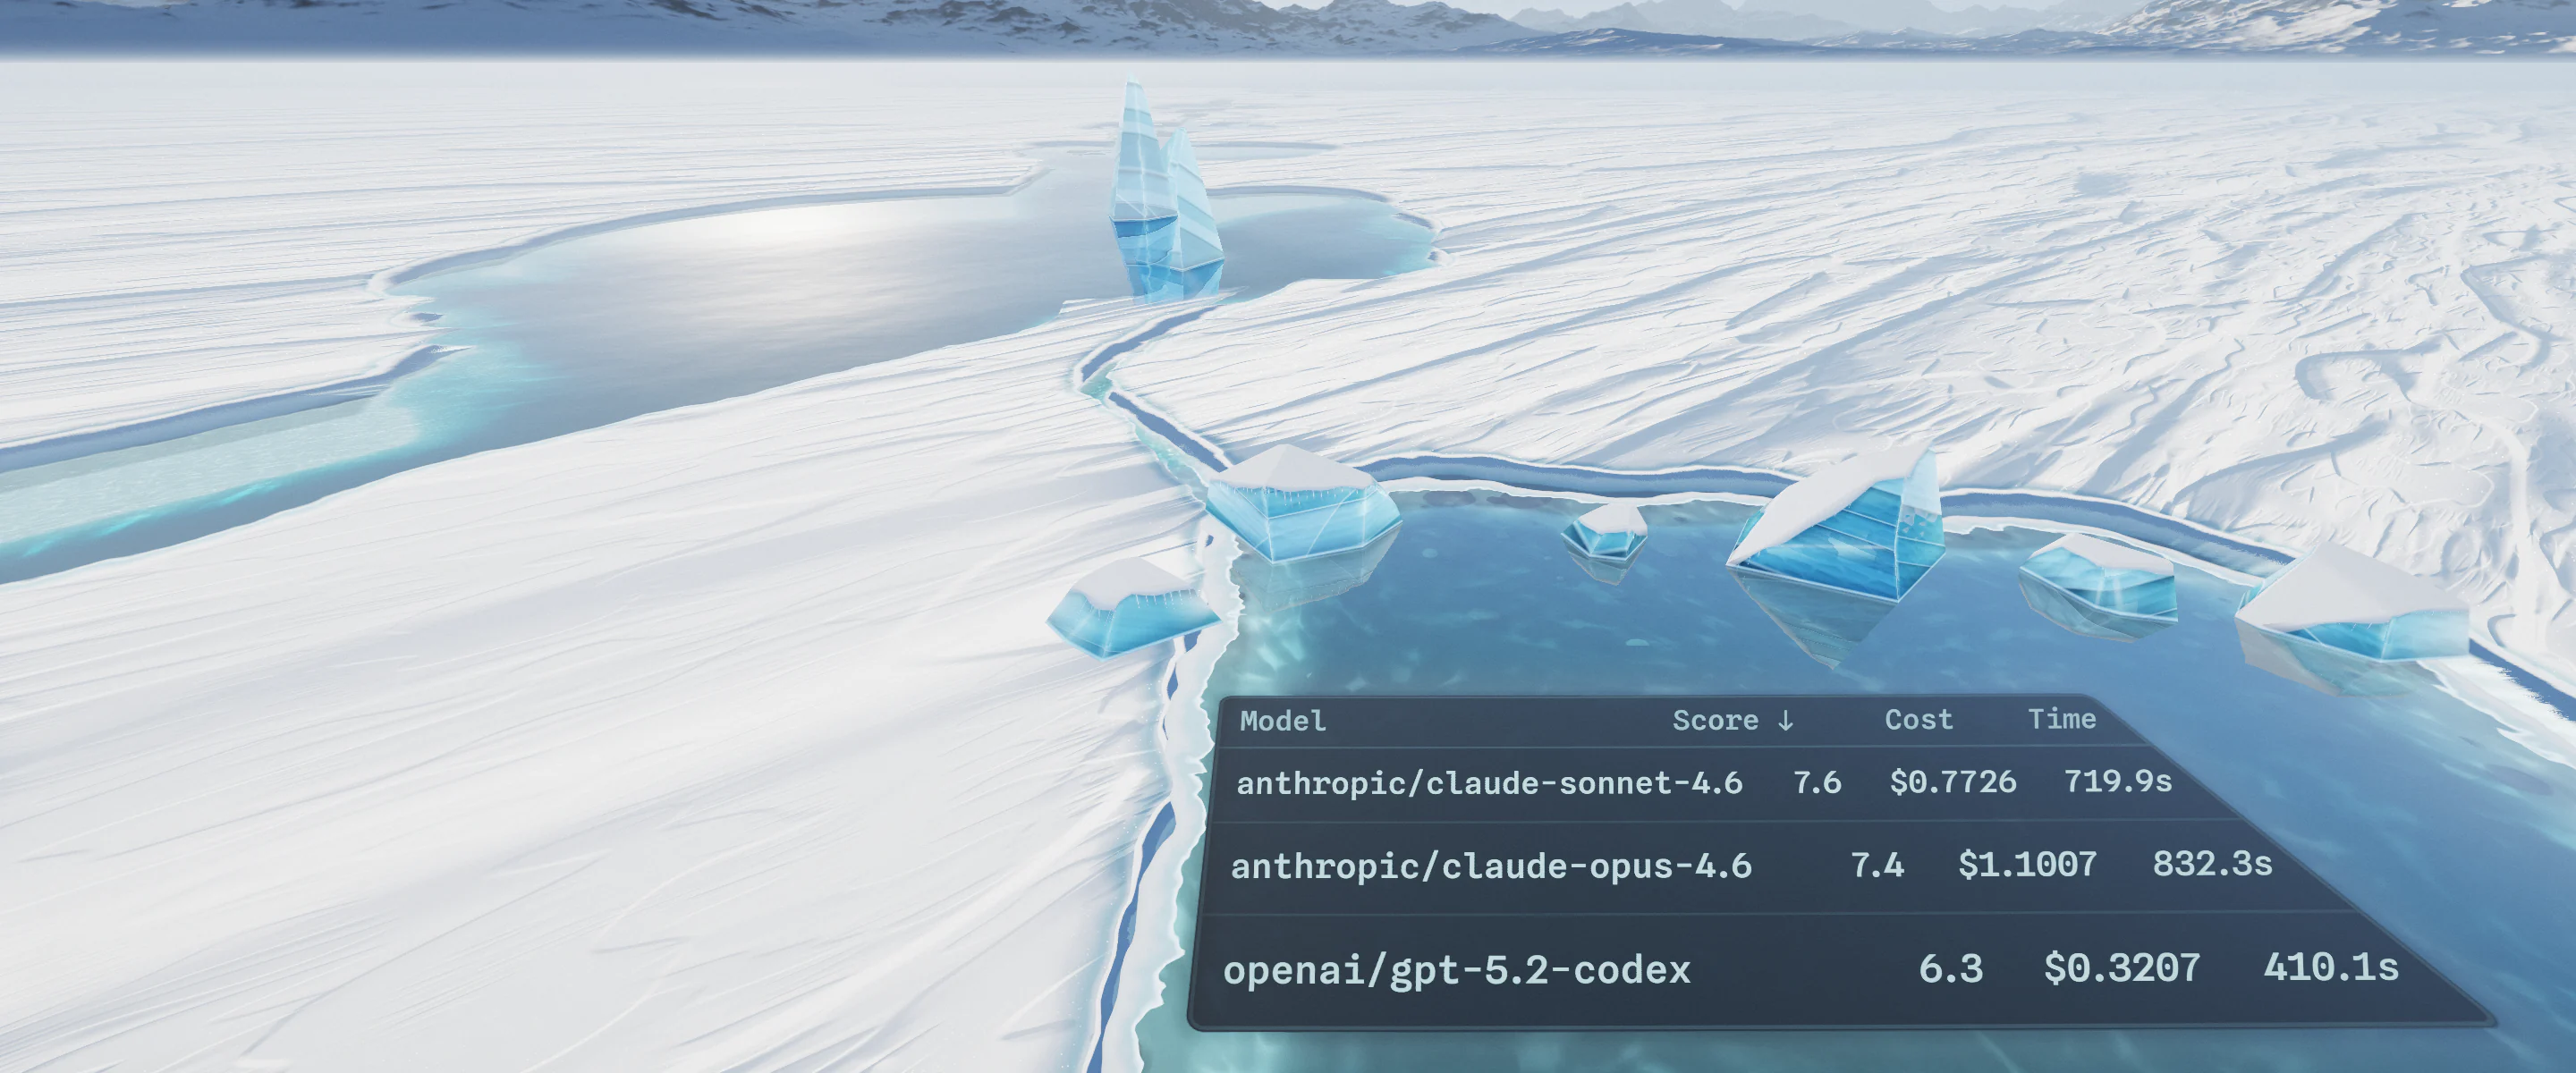 Model Score ↓ Cost Time
anthropic/claude-sonnet-4.6 7.6 $0.7726 719.9s
anthropic/claude-opus-4.6 7.4 $1.1007 832.3s
openai/gpt-5.2-codex 6.3 $0.3207 410.1s